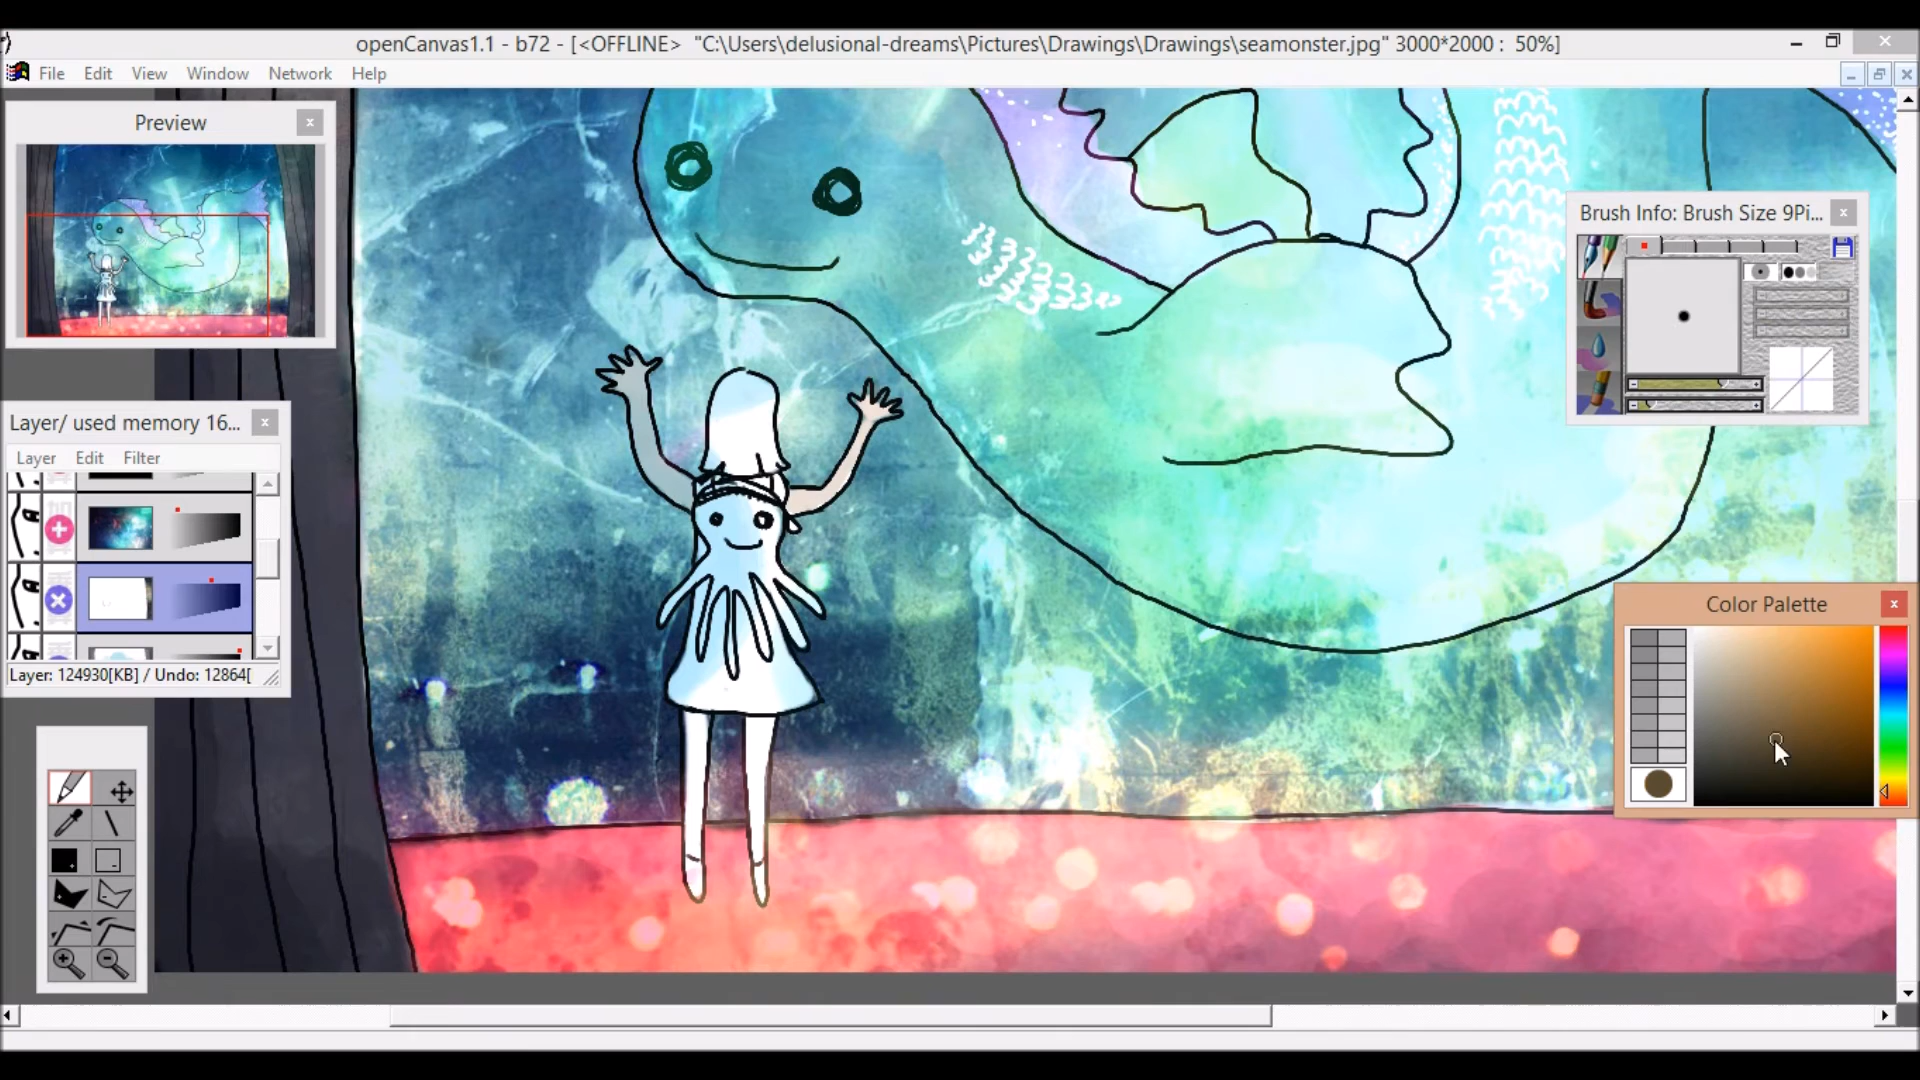 openCanvas1.1 - b72 - [<OFFLINE> "C:\Users\delusional-dreams\Pictures\Drawings\Drawings\seamonster.jpg" 3000*2000 : 50%]
File Edit View Window Network Help
Preview
Brush Info: Brush Size 9Pi...
Layer/ used memory 16...
Layer Edit Filter
Layer: 124930[KB] / Undo: 12864[
Color Palette